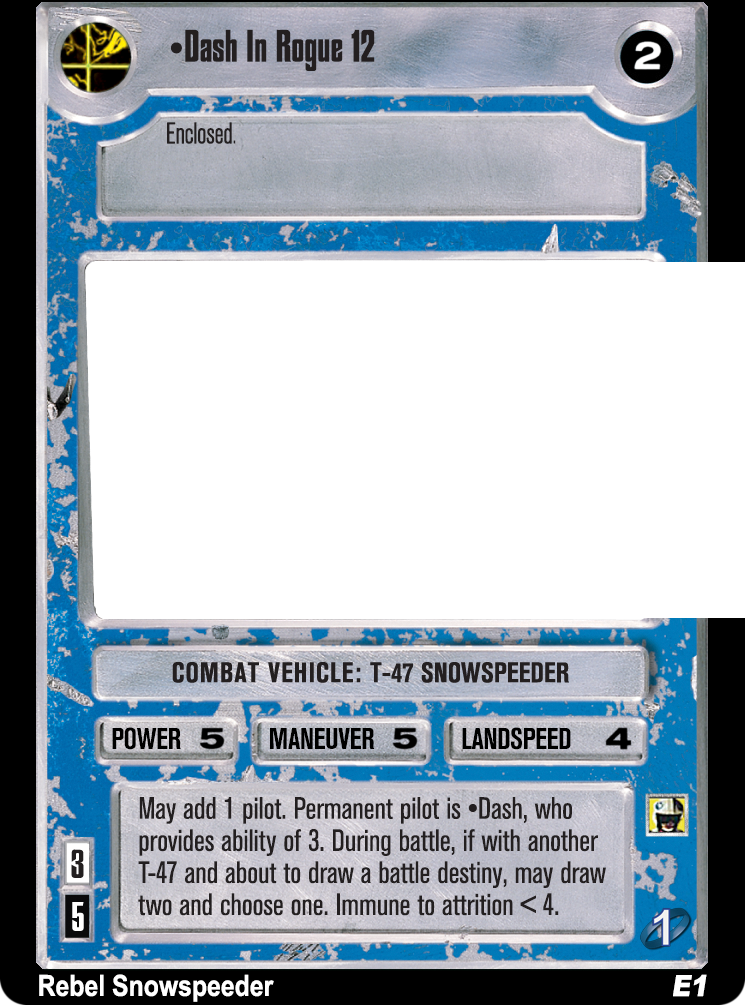 •Dash In Rogue 12
2
Enclosed.
COMBAT VEHICLE: T-47 SNOWSPEEDER
POWER 5 MANEUVER 5 LANDSPEED 4
May add 1 pilot. Permanent pilot is •Dash, who
provides ability of 3. During battle, if with another
T-47 and about to draw a battle destiny, may draw
two and choose one. Immune to attrition < 4.
3
5
1
Rebel Snowspeeder E1